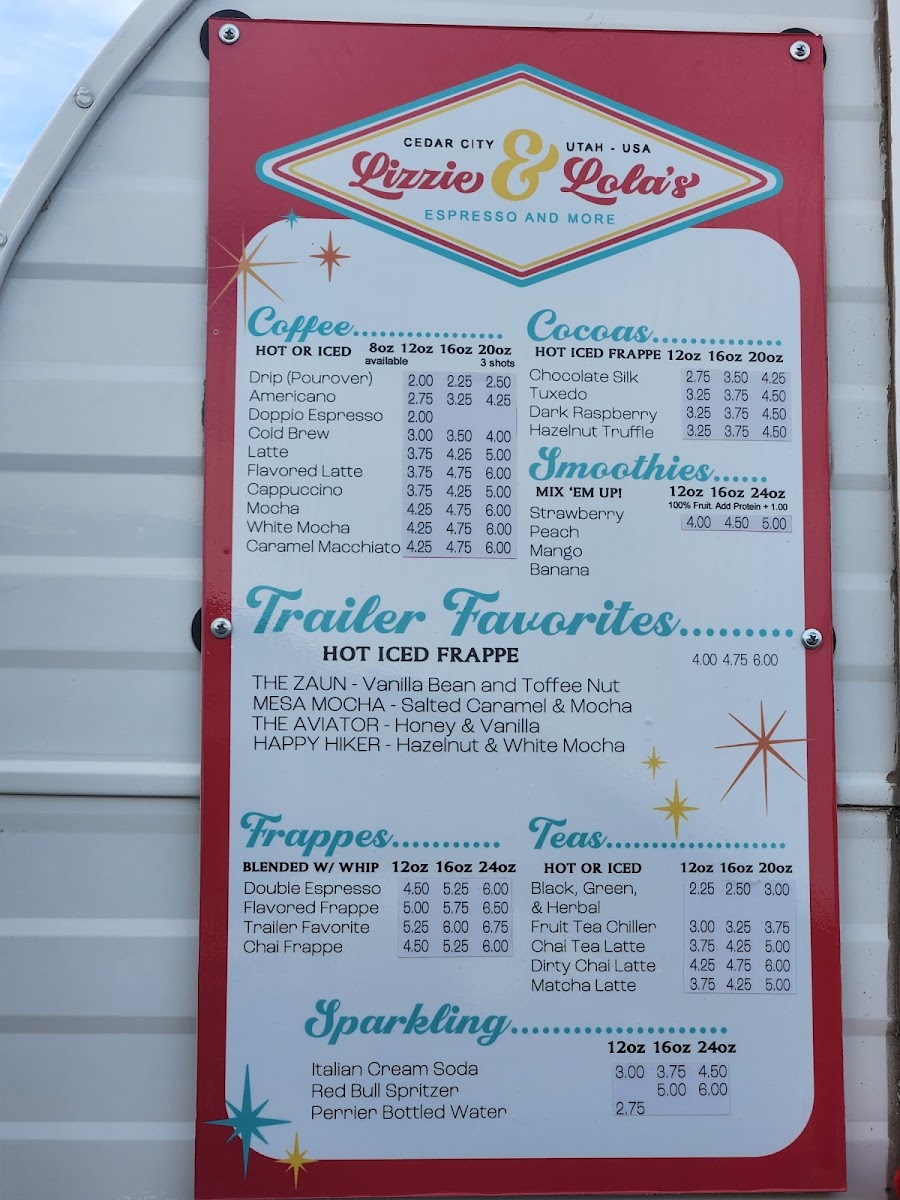 CEDAR CITY & UTAH - USA
Lizzie & Lola's
ESPRESSO AND MORE
Coffee................
HOT OR ICED 8oz 12oz 16oz 20oz
available 3 shots
Drip (Pourover) 2.00 2.25 2.50
Americano 2.75 3.25 4.25
Doppio Espresso 2.00
Cold Brew 3.00 3.50 4.00
Latte 3.75 4.25 5.00
Flavored Latte 3.75 4.75 6.00
Cappuccino 3.75 4.25 5.00
Mocha 4.25 4.75 6.00
White Mocha 4.25 4.75 6.00
Caramel Macchiato 4.25 4.75 6.00
Cocoas..............
HOT ICED FRAPPE 12oz 16oz 20oz
Chocolate Silk 2.75 3.50 4.25
Tuxedo 3.25 3.75 4.50
Dark Raspberry 3.25 3.75 4.50
Hazelnut Truffle 3.25 3.75 4.50
Smoothies......
MIX 'EM UP! 12oz 16oz 24oz
100% Fruit. Add Protein + 1.00
Strawberry 4.00 4.50 5.00
Peach
Mango
Banana
Trailer Favorites.........
HOT ICED FRAPPE 4.00 4.75 6.00
THE ZAUN - Vanilla Bean and Toffee Nut
MESA MOCHA - Salted Caramel & Mocha
THE AVIATOR - Honey & Vanilla
HAPPY HIKER - Hazelnut & White Mocha
Frappes...........
BLENDED W/ WHIP 12oz 16oz 24oz
Double Espresso 4.50 5.25 6.00
Flavored Frappe 5.00 5.75 6.50
Trailer Favorite 5.25 6.00 6.75
Chai Frappe 4.50 5.25 6.00
Teas...................
HOT OR ICED 12oz 16oz 20oz
Black, Green, 2.25 2.50 3.00
& Herbal
Fruit Tea Chiller 3.00 3.25 3.75
Chai Tea Latte 3.75 4.25 5.00
Dirty Chai Latte 4.25 4.75 6.00
Matcha Latte 3.75 4.25 5.00
Sparkling.....................
12oz 16oz 24oz
Italian Cream Soda 3.00 3.75 4.50
Red Bull Spritzer 5.00 6.00
Perrier Bottled Water 2.75